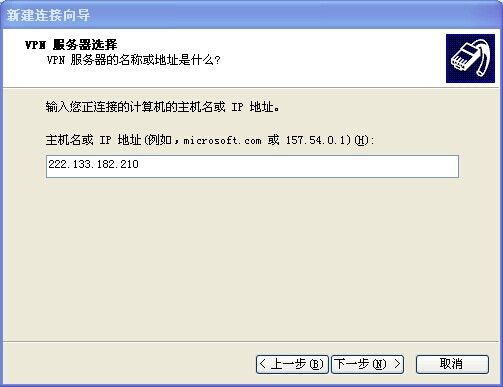 新建连接向导
VPN 服务器选择
VPN 服务器的名称或地址是什么?
输入您正连接的计算机的主机名或 IP 地址。
主机名或 IP 地址(例如，microsoft.com 或 157.54.0.1)(H):
222.133.182.210
< 上一步(B) 下一步(N) > 取消